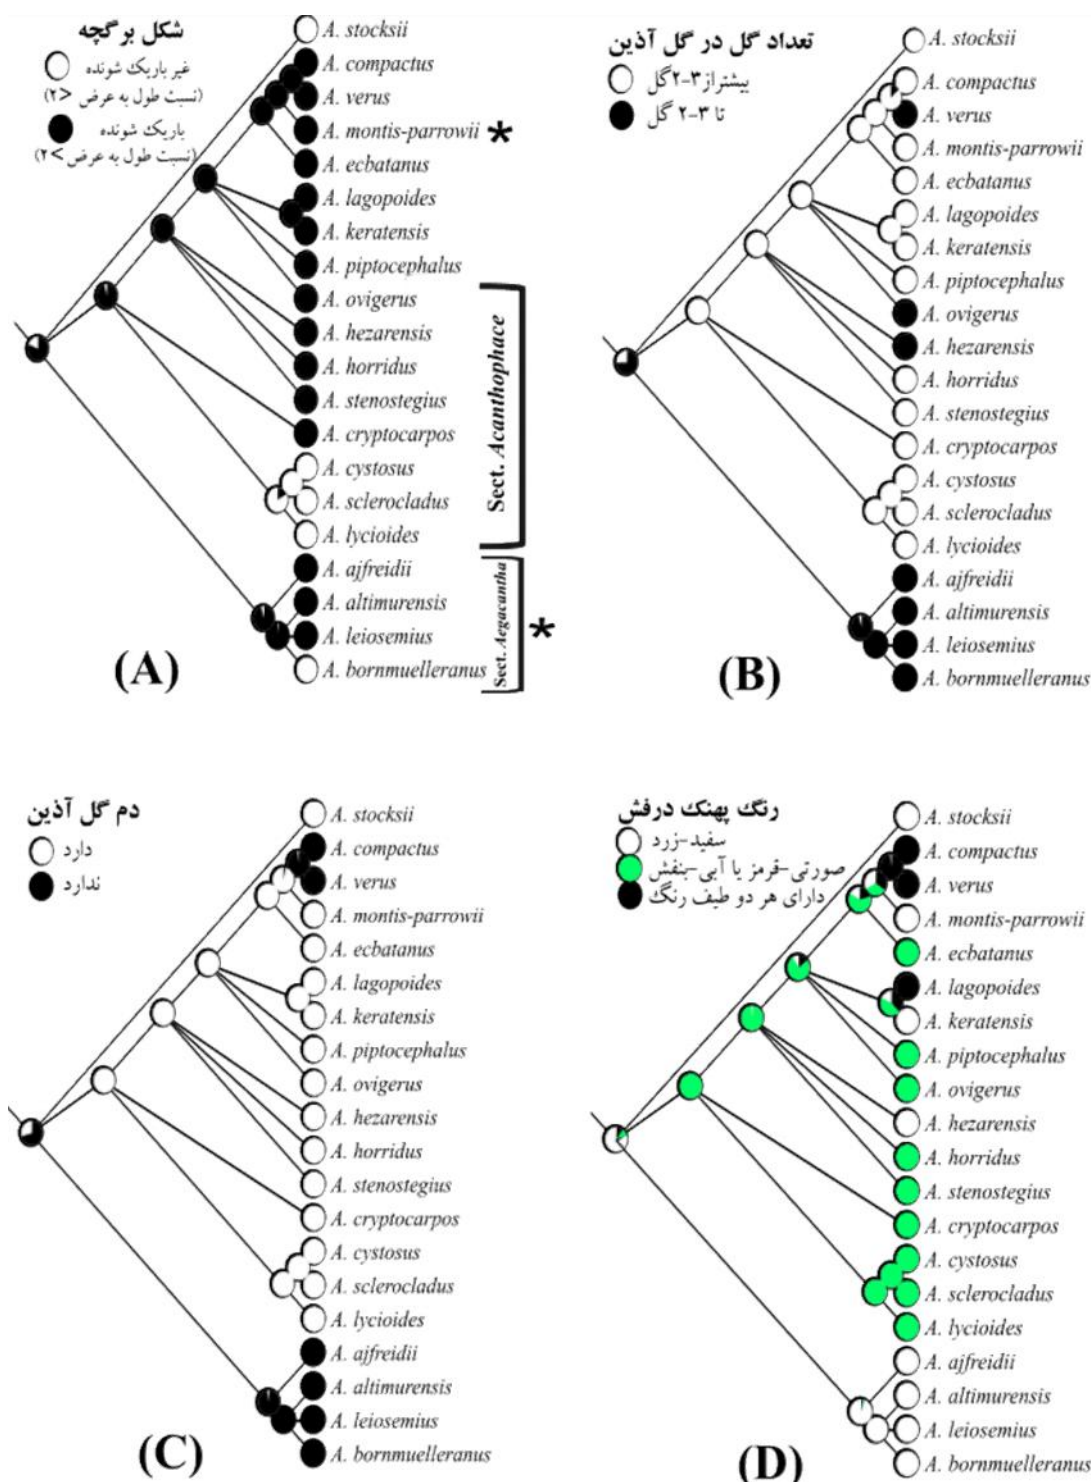 شکل برگچه
غیر باریک شونده
(نسبت طول به عرض <۲)
باریک شونده
(نسبت طول به عرض >۲)
A. stocksii
A. compactus
A. verus
A. montis-parrowii *
A. ecbatanus
A. lagopoides
A. keratensis
A. piptocephalus
A. ovigerus
A. hezarensis
A. horridus
A. stenostegius
A. cryptocarpos
A. cystosus
A. sclerocladus
A. lycioides
A. ajfreidii
A. altimurensis
A. leiosemius
A. bornmuelleranus
Sect. Acanthophace
Sect. Aegacantha *
(A)
تعداد گل در گل آذین
بیشتراز ۳-۲گل
تا ۳-۲ گل
A. stocksii
A. compactus
A. verus
A. montis-parrowii
A. ecbatanus
A. lagopoides
A. keratensis
A. piptocephalus
A. ovigerus
A. hezarensis
A. horridus
A. stenostegius
A. cryptocarpos
A. cystosus
A. sclerocladus
A. lycioides
A. ajfreidii
A. altimurensis
A. leiosemius
A. bornmuelleranus
(B)
دم گل آذین
دارد
ندارد
A. stocksii
A. compactus
A. verus
A. montis-parrowii
A. ecbatanus
A. lagopoides
A. keratensis
A. piptocephalus
A. ovigerus
A. hezarensis
A. horridus
A. stenostegius
A. cryptocarpos
A. cystosus
A. sclerocladus
A. lycioides
A. ajfreidii
A. altimurensis
A. leiosemius
A. bornmuelleranus
(C)
رنگ پهنک درفش
سفید-زرد
صورتی-قرمز یا آبی-بنفش
دارای هر دو طیف رنگ
A. stocksii
A. compactus
A. verus
A. montis-parrowii
A. ecbatanus
A. lagopoides
A. keratensis
A. piptocephalus
A. ovigerus
A. hezarensis
A. horridus
A. stenostegius
A. cryptocarpos
A. cystosus
A. sclerocladus
A. lycioides
A. ajfreidii
A. altimurensis
A. leiosemius
A. bornmuelleranus
(D)